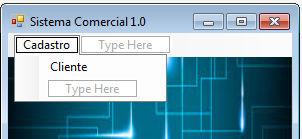 Sistema Comercial 1.0
Cadastro Type Here
Cliente
Type Here